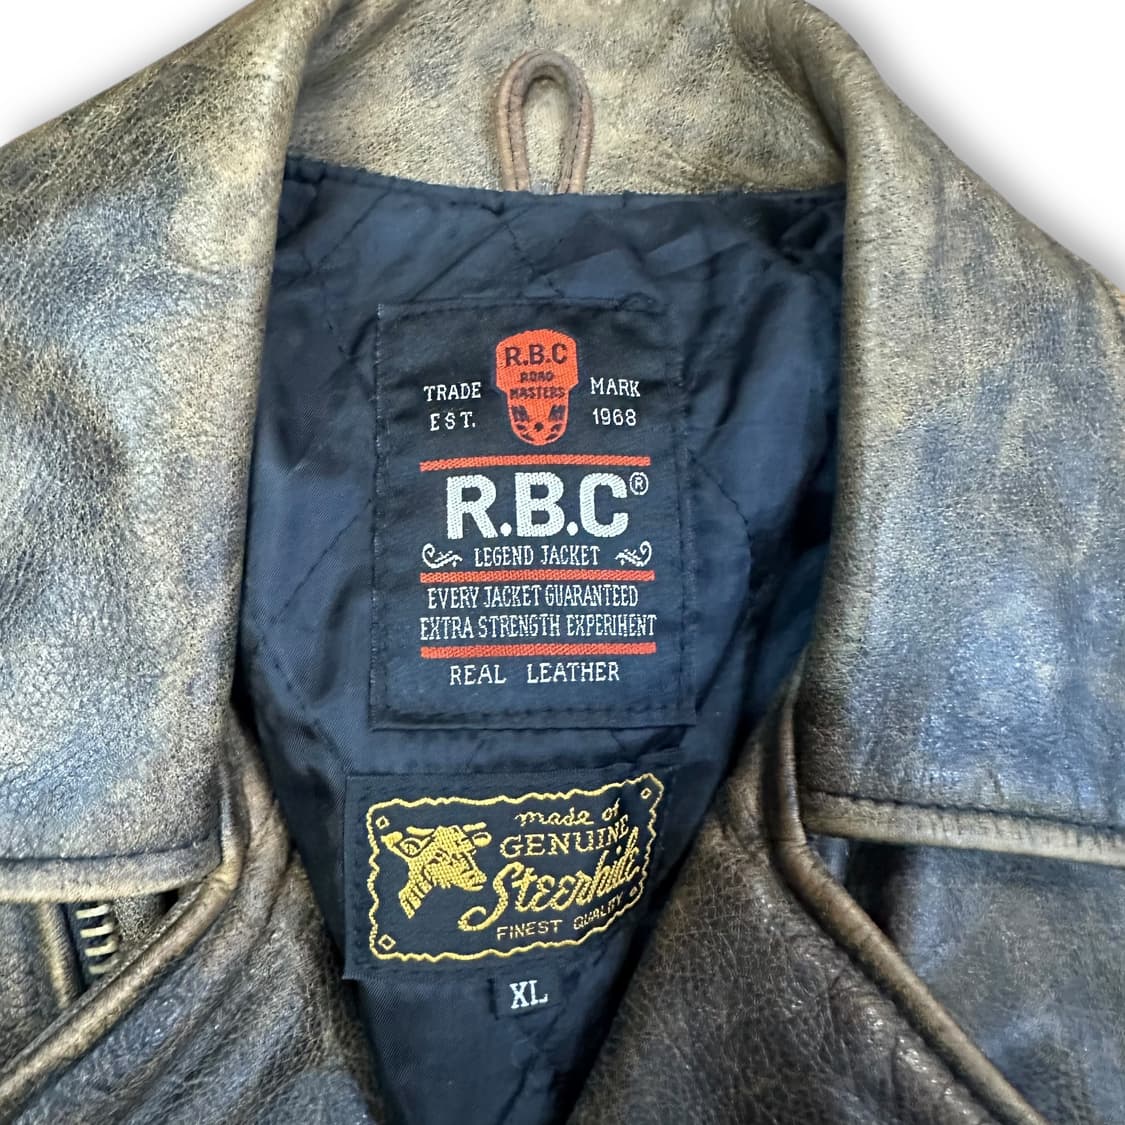 R.B.C
ROAD
MASTERS
TRADE MARK
EST. 1968
R.B.C®
LEGEND JACKET
EVERY JACKET GUARANTEED
EXTRA STRENGTH EXPERIHENT
REAL LEATHER
made of
GENUINE
Steerhide
FINEST QUALITY
XL